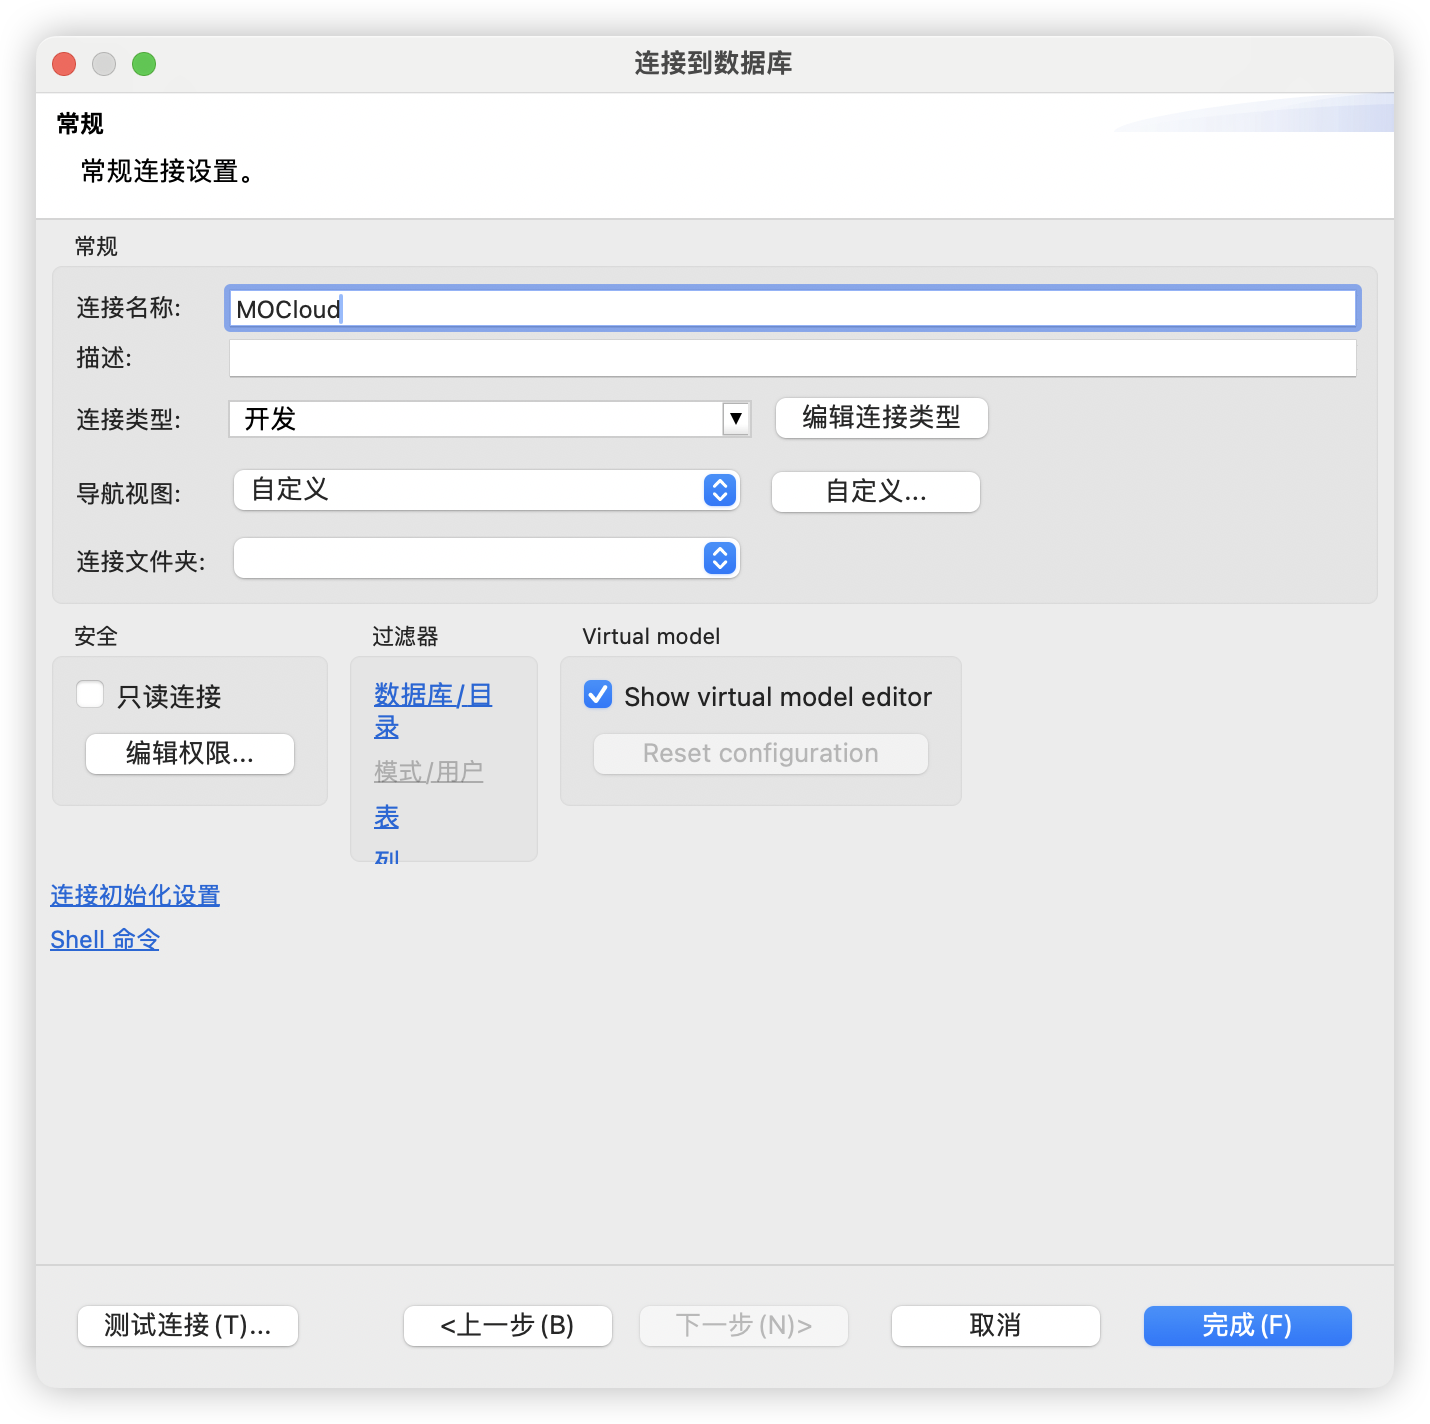 连接到数据库
常规
常规连接设置。
常规
连接名称:
MOCloud
描述:
连接类型:
开发
编辑连接类型
导航视图:
自定义
自定义...
连接文件夹:
安全
过滤器
Virtual model
只读连接
编辑权限...
数据库/目
录
模式/用户
表
列
Show virtual model editor
Reset configuration
连接初始化设置
Shell 命令
测试连接(T)...
<上一步(B)
下一步(N)>
取消
完成(F)